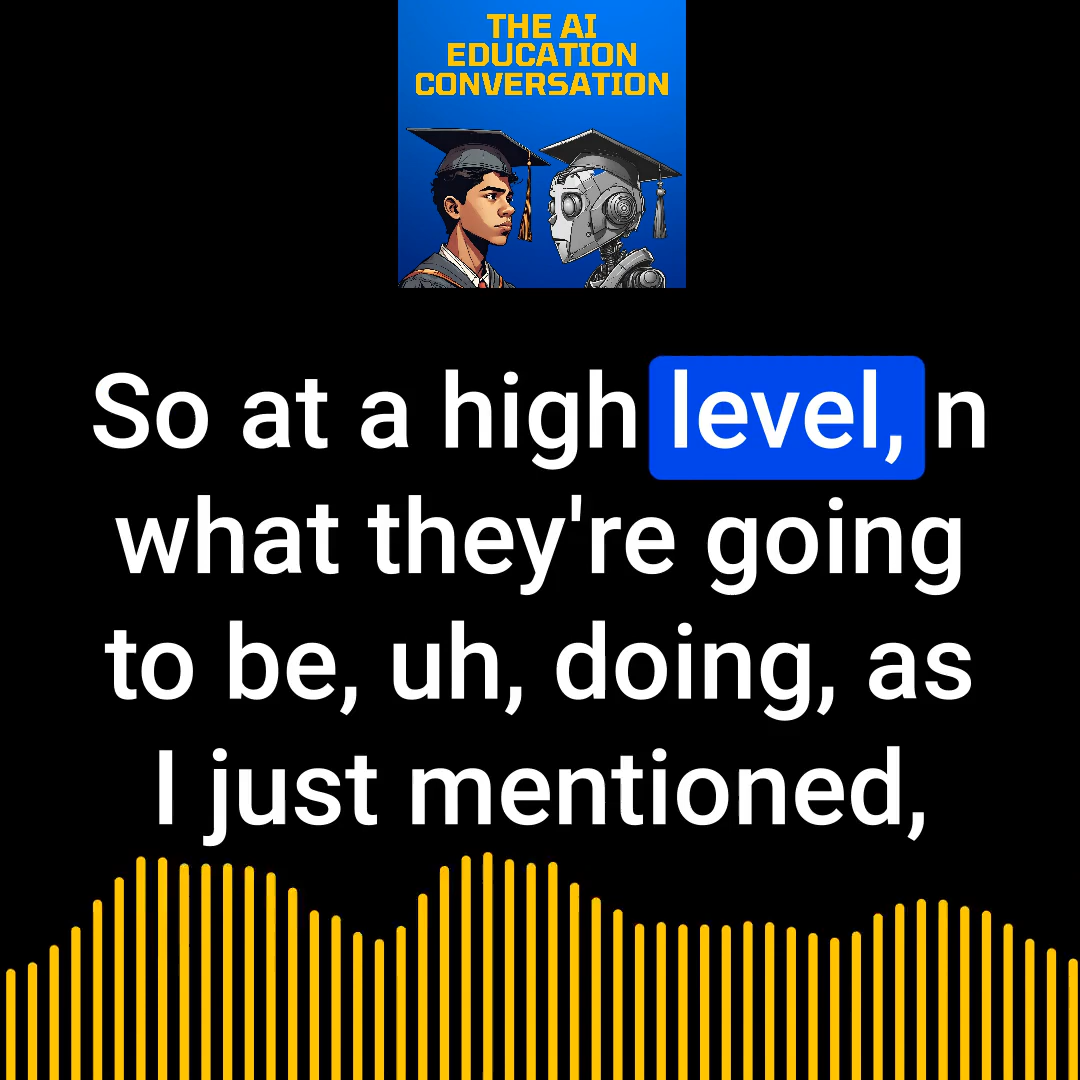 THE AI
EDUCATION
CONVERSATION
So at a high level, n
what they're going
to be, uh, doing, as
I just mentioned,